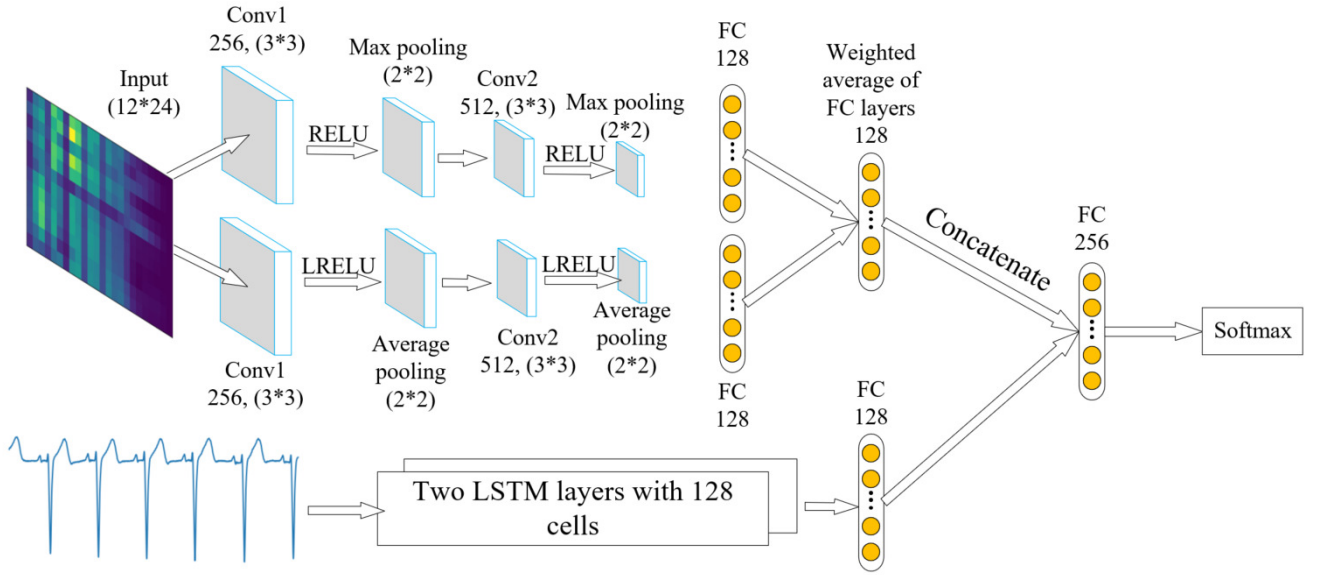 Conv1
256, (3*3)
Input
(12*24)
Max pooling
(2*2)
Conv2
512, (3*3)
Max pooling
(2*2)
RELU
RELU
FC
128
Weighted
average of
FC layers
128
LRELU
LRELU
Conv1
256, (3*3)
Average
pooling
(2*2)
Conv2
512, (3*3)
Average
pooling
(2*2)
FC
128
Concatenate
FC
256
Softmax
Two LSTM layers with 128
cells
FC
128